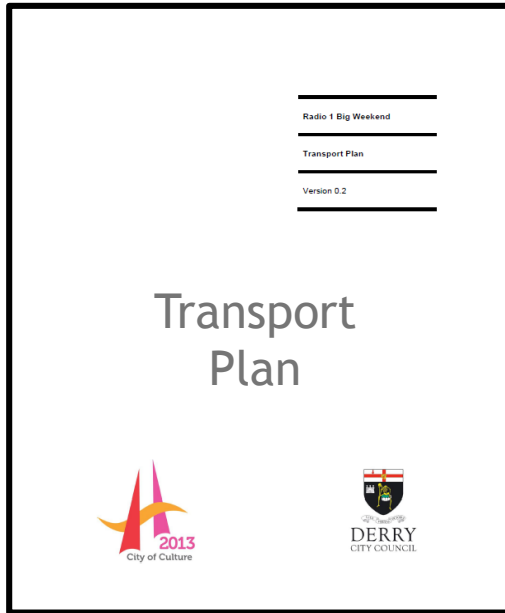 Radio 1 Big Weekend
Transport Plan
Version 0.2
Transport
Plan
2013
City of Culture
DERRY
CITY COUNCIL